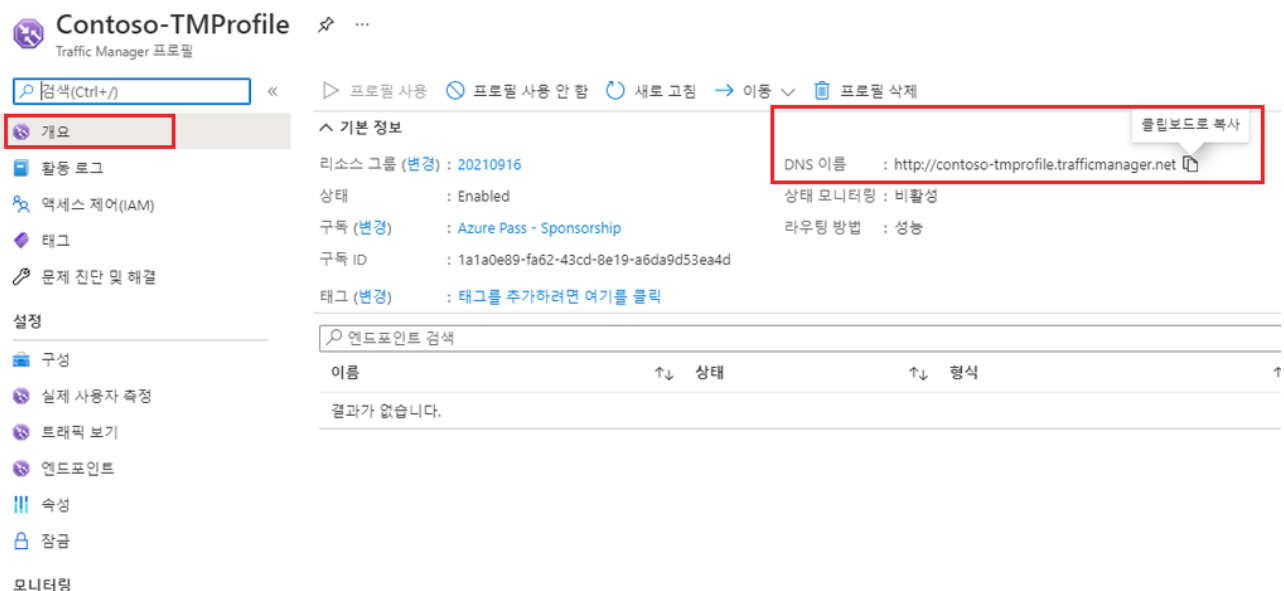 Contoso-TMProfile
Traffic Manager 프로필
검색(Ctrl+/)
개요
활동 로그
액세스 제어(IAM)
태그
문제 진단 및 해결
설정
구성
실제 사용자 측정
트래픽 보기
엔드포인트
속성
잠금
모니터링
프로필 사용 프로필 사용 안 함 새로 고침 이동 프로필 삭제
기본 정보
클립보드로 복사
리소스 그룹 (변경) : 20210916
DNS 이름 : http://contoso-tmprofile.trafficmanager.net
상태 : Enabled
상태 모니터링 : 비활성
구독 (변경) : Azure Pass - Sponsorship
라우팅 방법 : 성능
구독 ID : 1a1a0e89-fa62-43cd-8e19-a6da9d53ea4d
태그 (변경) : 태그를 추가하려면 여기를 클릭
엔드포인트 검색
이름 상태 형식
결과가 없습니다.